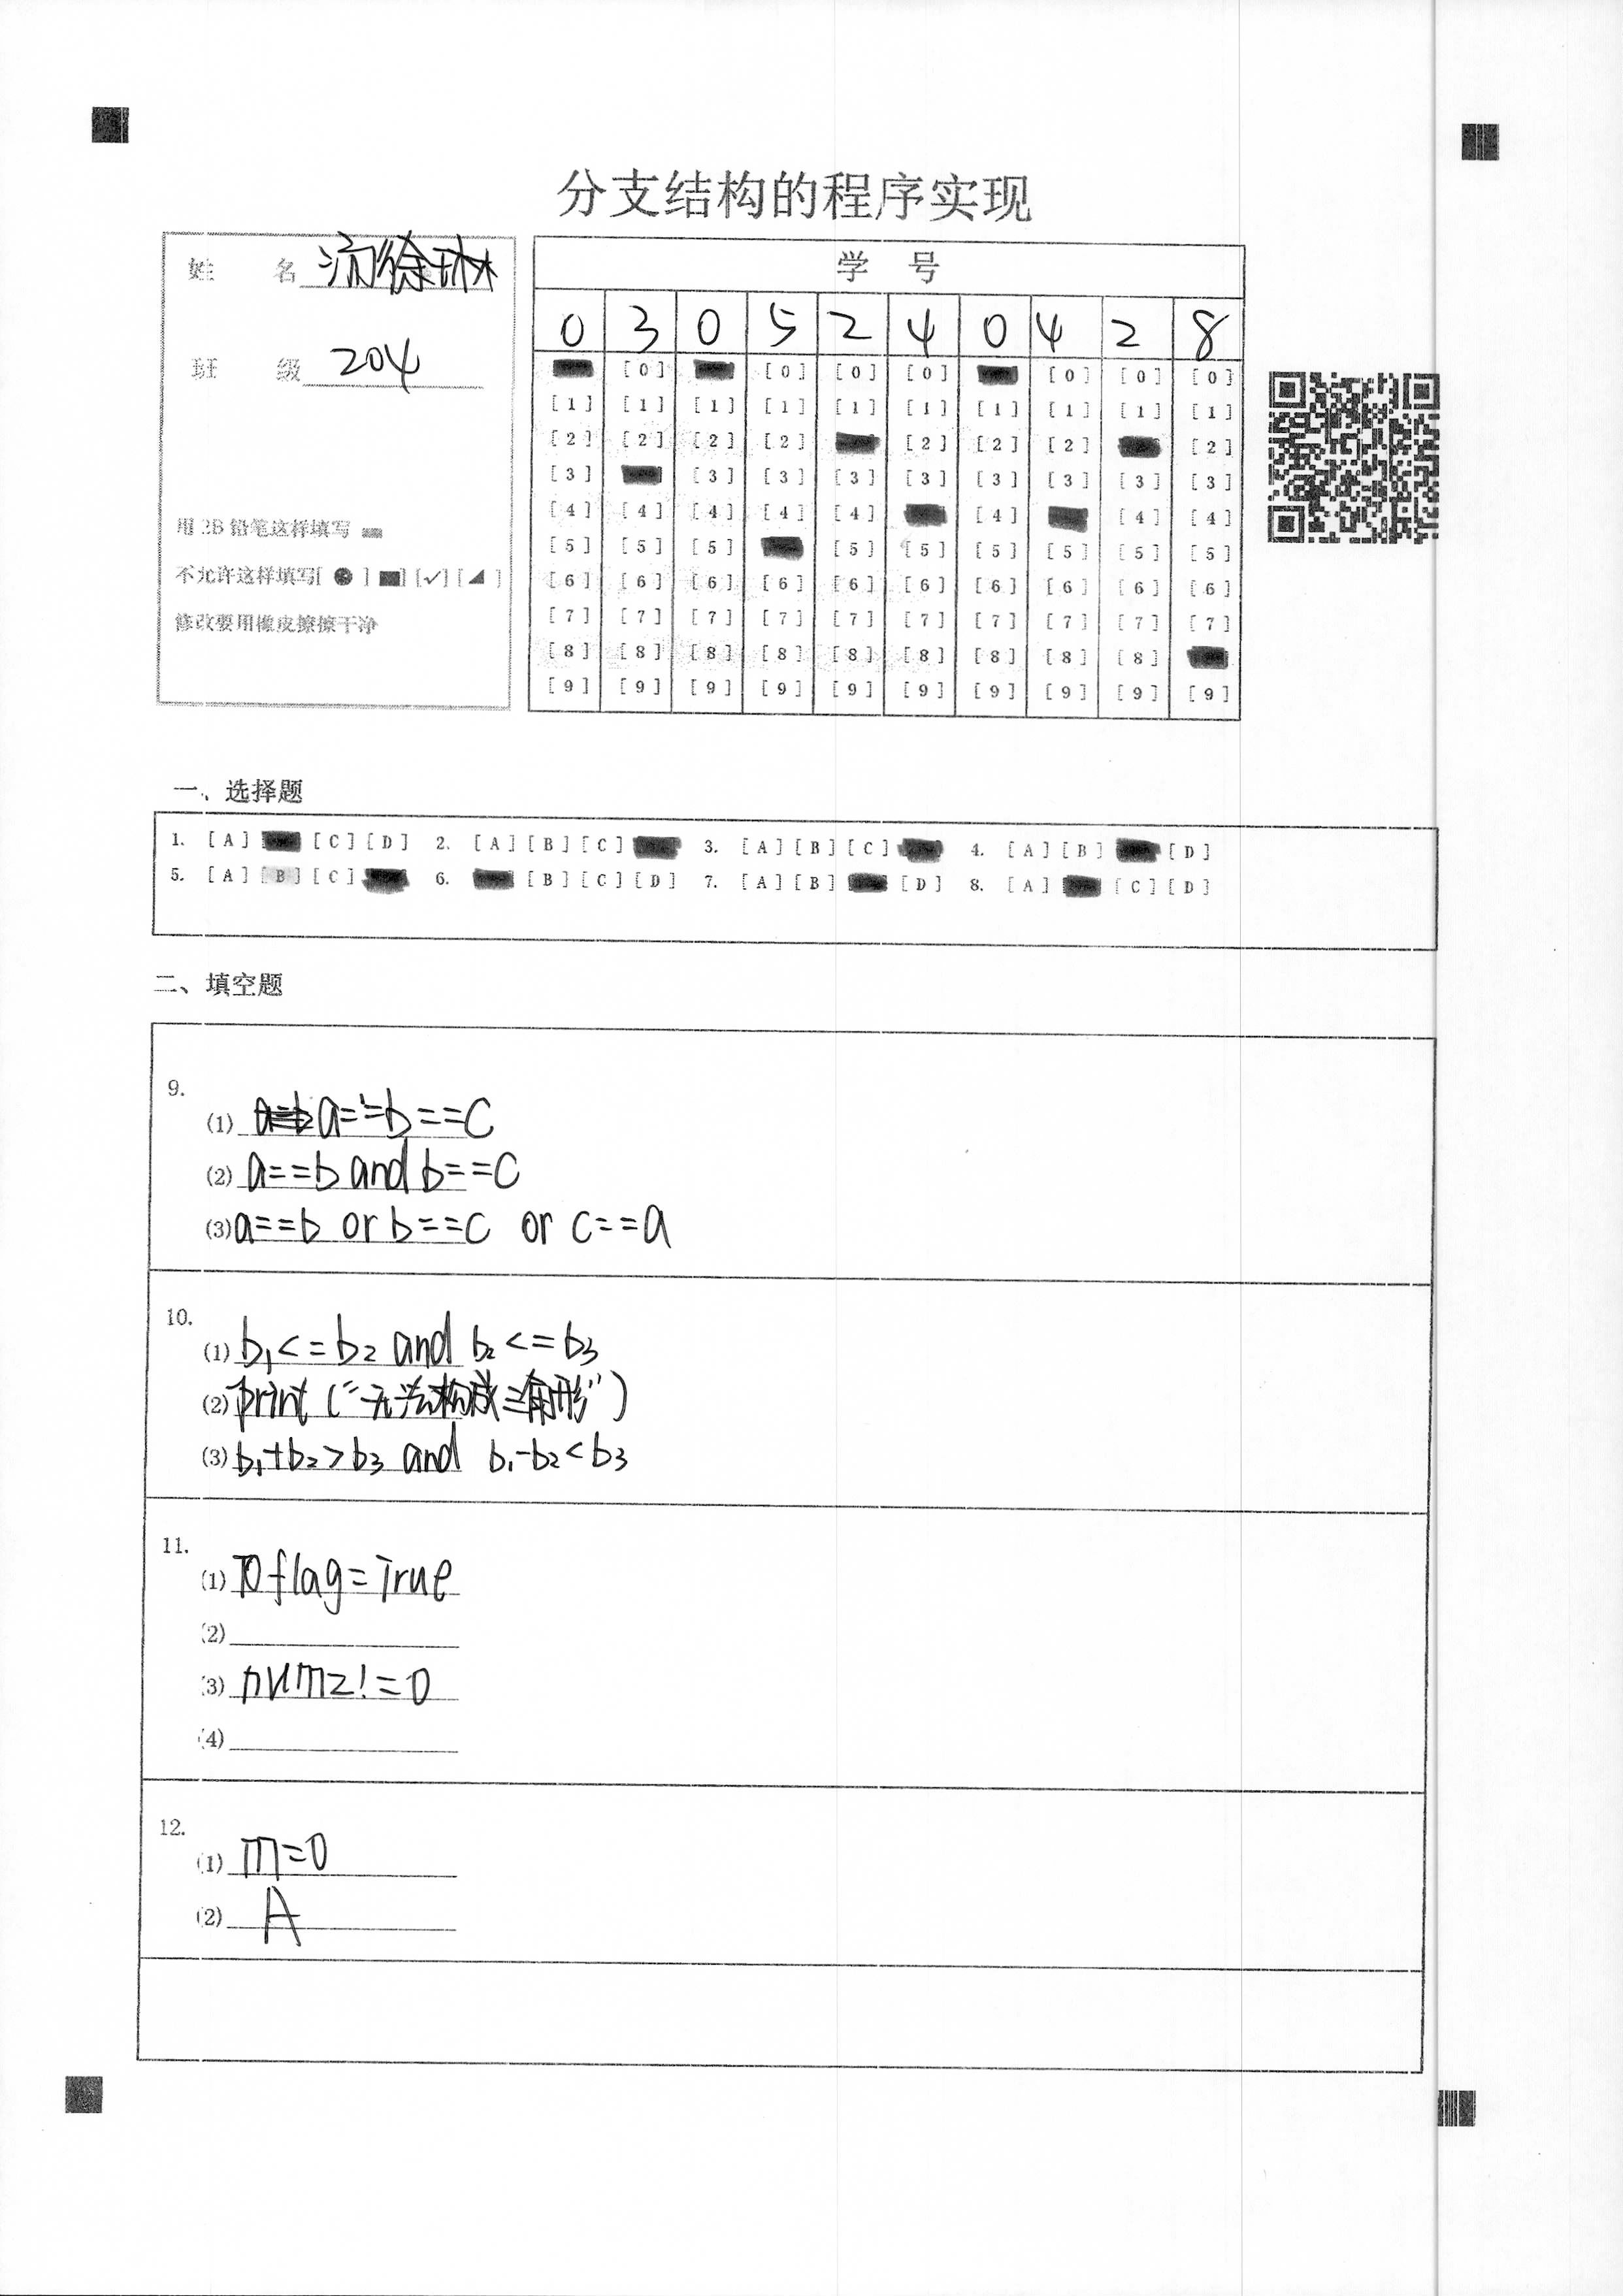 分支结构的程序实现
姓 名
班 级 204
用 2B 铅笔这样填写
不允许这样填写[ ] [✓] [ ]
修改要用橡皮擦擦干净
学 号
0 3 0 5 2 4 0 4 2 8
[0] [0] [0] [0] [0] [0] [0]
[1] [1] [1] [1] [1] [1] [1] [1] [1] [1]
[2] [2] [2] [2] [2] [2] [2] [2]
[3] [3] [3] [3] [3] [3] [3] [3] [3]
[4] [4] [4] [4] [4] [4] [4] [4]
[5] [5] [5] [5] [5] [5] [5] [5] [5]
[6] [6] [6] [6] [6] [6] [6] [6] [6] [6]
[7] [7] [7] [7] [7] [7] [7] [7] [7] [7]
[8] [8] [8] [8] [8] [8] [8] [8] [8]
[9] [9] [9] [9] [9] [9] [9] [9] [9] [9]
一、选择题
1. [A] [C] [D] 2. [A] [B] [C] 3. [A] [B] [C] 4. [A] [B] [D]
5. [A] [B] [C] 6. [B] [C] [D] 7. [A] [B] [D] 8. [A] [C] [D]
二、填空题
9.
(1) a==b==c
(2) a==b and b==c
(3) a==b or b==c or c==a
10.
(1) b1<=b2 and b2<=b3
(2) print("无法构成三角形")
(3) b1+b2>b3 and b1-b2<b3
11.
(1) flag=True
(2)
(3) num2!=0
(4)
12.
(1) m=0
(2) A